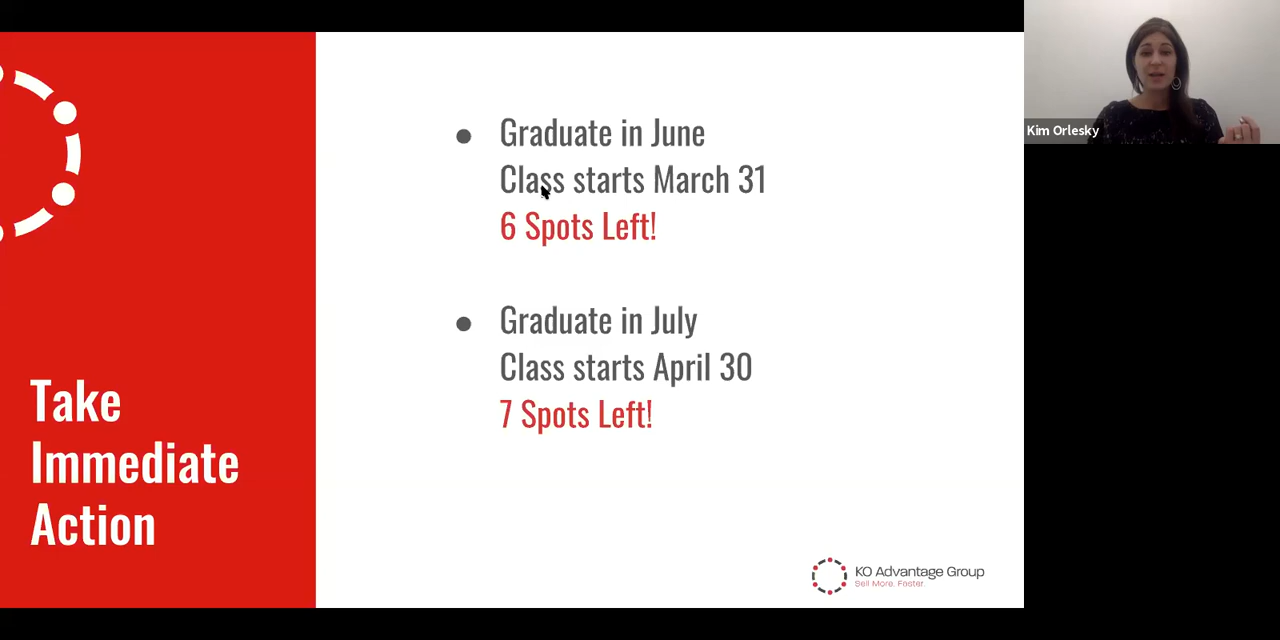 Graduate in June
Class starts March 31
6 Spots Left!
Graduate in July
Class starts April 30
7 Spots Left!
Take
Immediate
Action
KO Advantage Group
Sell More. Faster.
Kim Orlesky